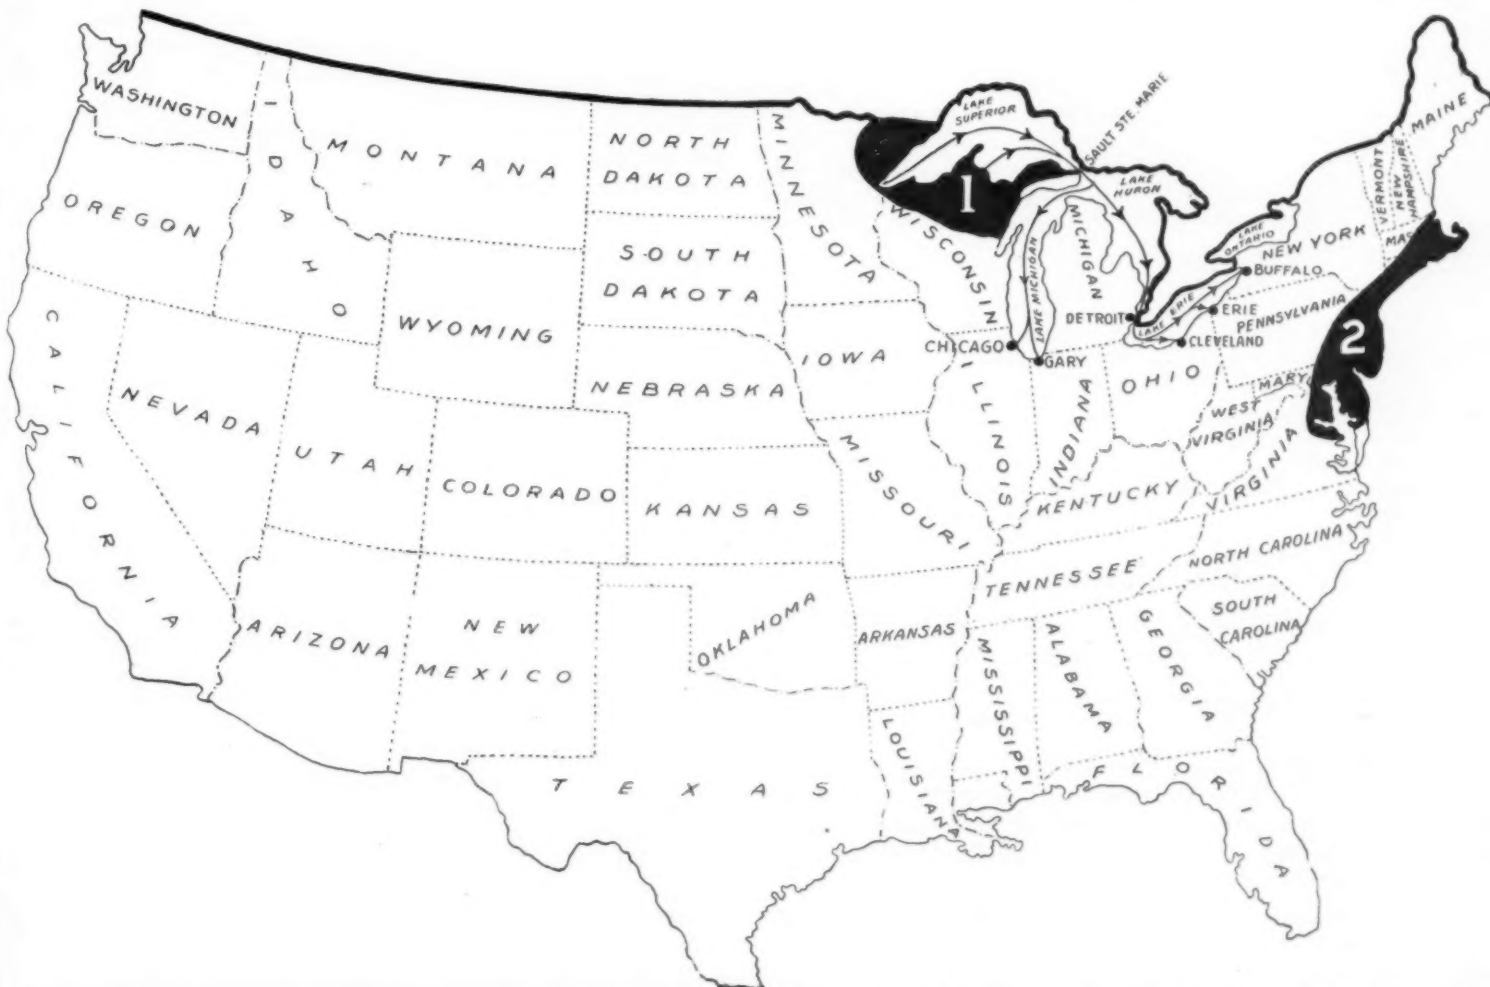 WASHINGTON
IDAHO
MONTANA
NORTH
DAKOTA
MINNESOTA
LAKE
SUPERIOR
SAULT STE. MARIE
MAINE
VERMONT
NEW
HAMPSHIRE
OREGON
SOUTH
DAKOTA
WISCONSIN
1
MICHIGAN
LAKE
HURON
LAKE
ONTARIO
NEW YORK
MAS
BUFFALO
WYOMING
LAKE MICHIGAN
DETROIT
LAKE ERIE
ERIE
PENNSYLVANIA
2
CHICAGO
GARY
CLEVELAND
CALIFORNIA
NEVADA
UTAH
COLORADO
NEBRASKA
IOWA
ILLINOIS
INDIANA
OHIO
MARY
WEST
VIRGINIA
VIRGINIA
KANSAS
MISSOURI
KENTUCKY
ARIZONA
NEW
MEXICO
OKLAHOMA
ARKANSAS
TENNESSEE
NORTH CAROLINA
SOUTH
CAROLINA
MISSISSIPPI
ALABAMA
GEORGIA
TEXAS
LOUISIANA
FLORIDA